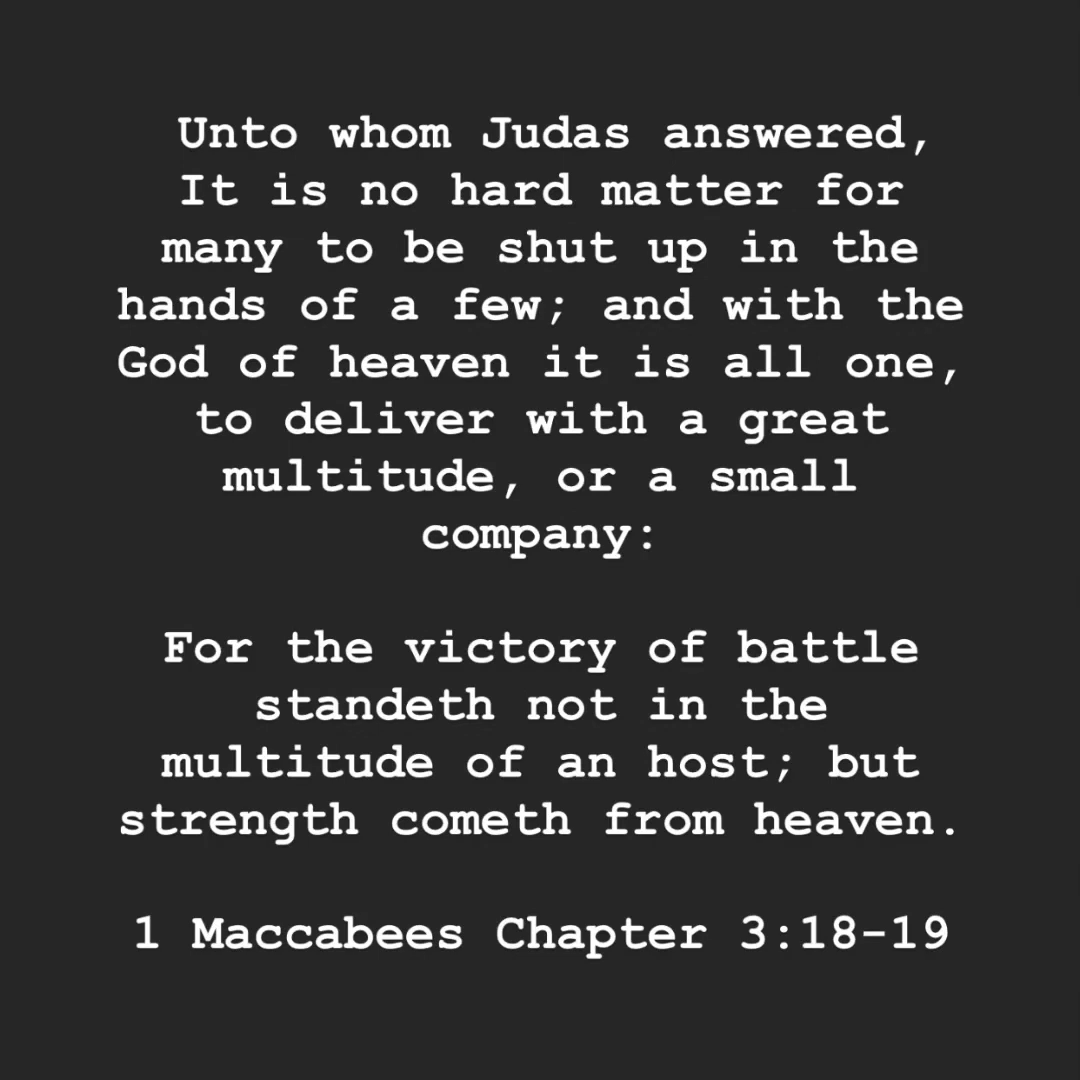 Unto whom Judas answered,
It is no hard matter for
many to be shut up in the
hands of a few; and with the
God of heaven it is all one,
to deliver with a great
multitude, or a small
company:
For the victory of battle
standeth not in the
multitude of an host; but
strength cometh from heaven.
1 Maccabees Chapter 3:18-19